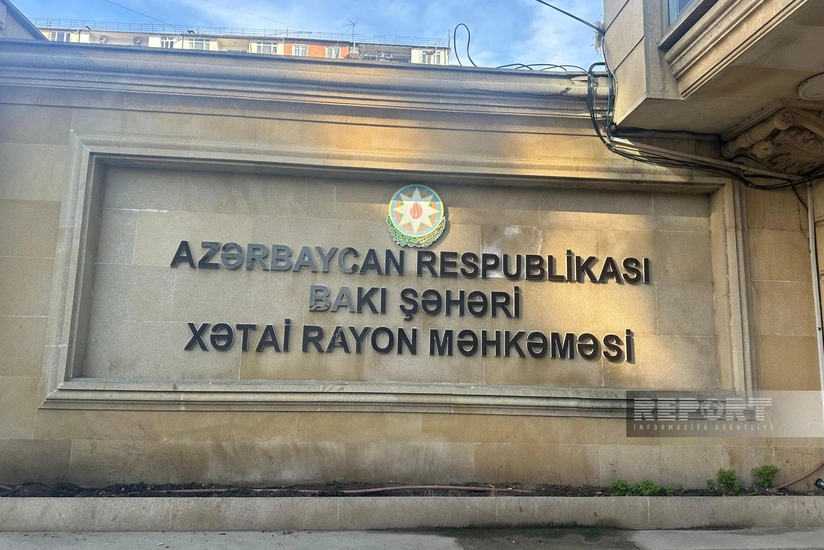 AZƏRBAYCAN RESPUBLİKASI
BAKI ŞƏHƏRİ
XƏTAİ RAYON MƏHKƏMƏSİ
REPORT
İNFORMASİYA AGENTLİYİ